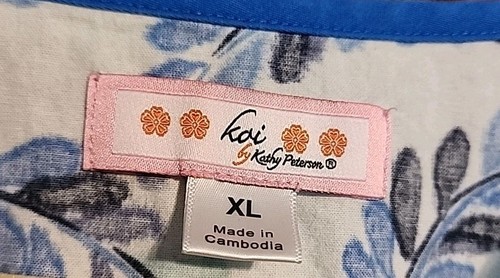 koi
by Kathy Peterson®
XL
Made in
Cambodia